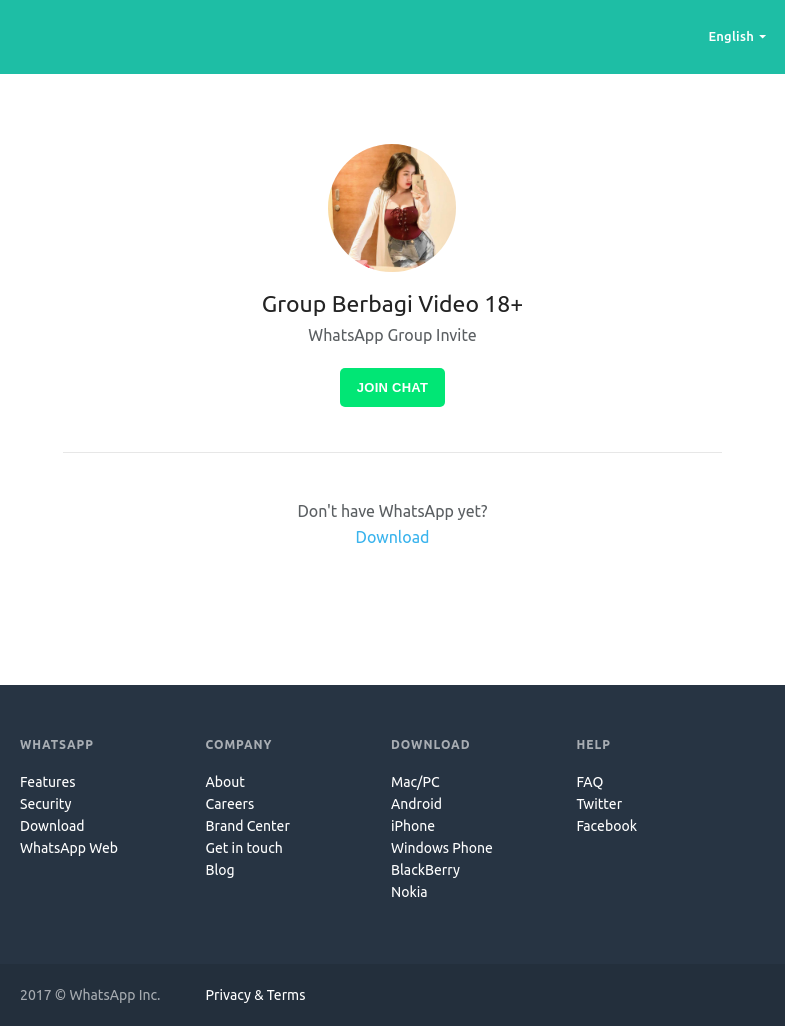 English
Group Berbagi Video 18+
WhatsApp Group Invite
JOIN CHAT
Don't have WhatsApp yet?
Download
WHATSAPP
Features
Security
Download
WhatsApp Web
COMPANY
About
Careers
Brand Center
Get in touch
Blog
DOWNLOAD
Mac/PC
Android
iPhone
Windows Phone
BlackBerry
Nokia
HELP
FAQ
Twitter
Facebook
2017 © WhatsApp Inc.
Privacy & Terms